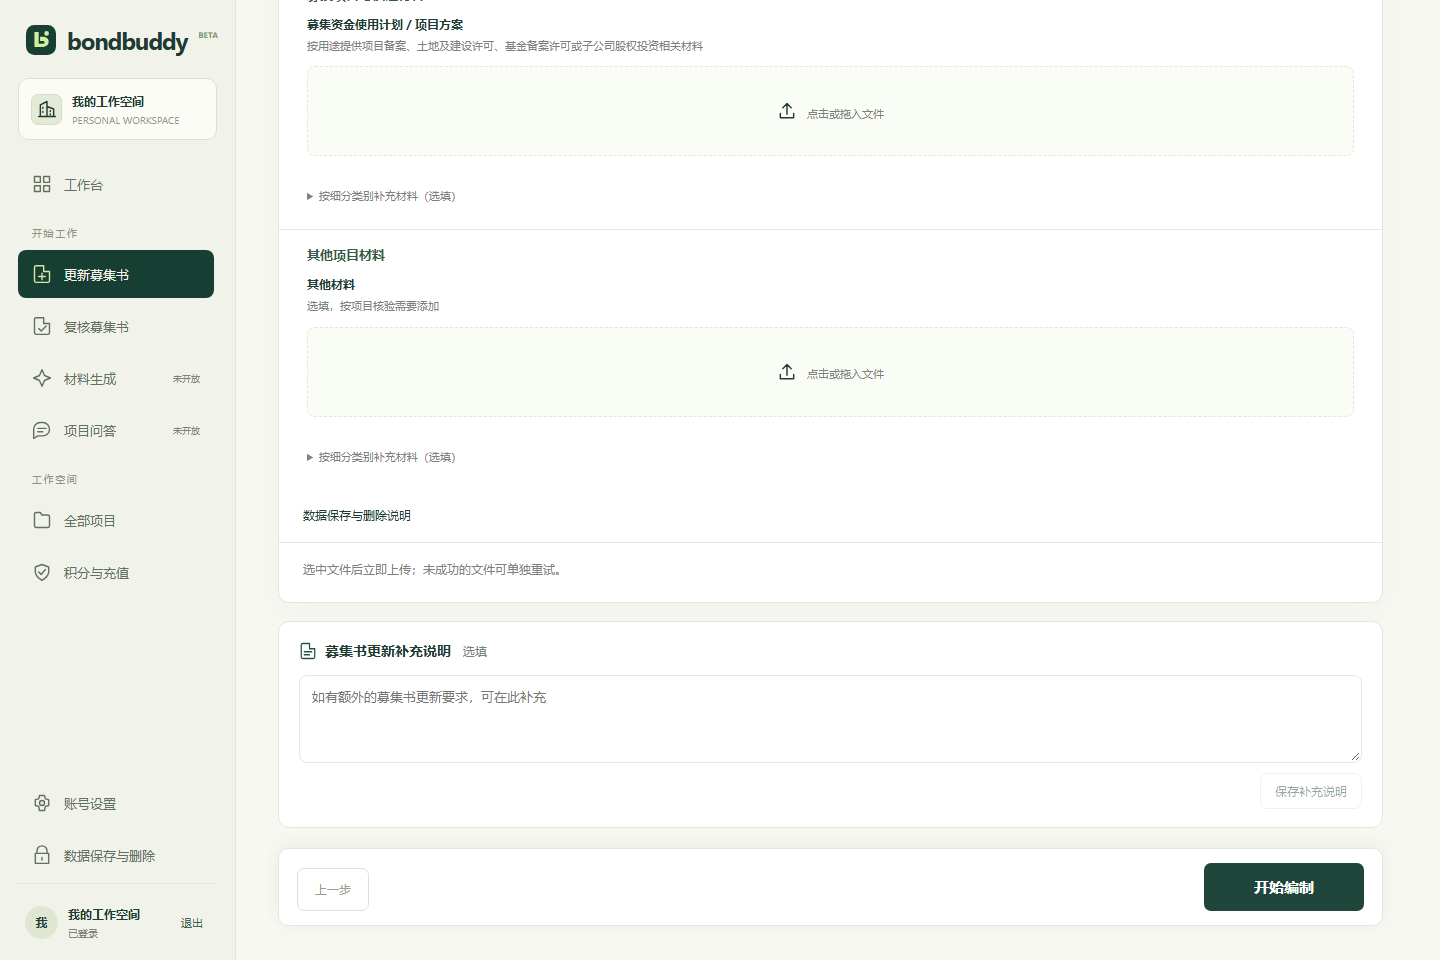 bondbuddy BETA
我的工作空间
PERSONAL WORKSPACE
工作台
开始工作
更新募集书
复核募集书
材料生成 未开放
项目问答 未开放
工作空间
全部项目
积分与充值
账号设置
数据保存与删除
我 我的工作空间
已登录
退出
募集资金使用计划 / 项目方案
按用途提供项目备案、土地及建设许可、基金备案许可或子公司股权投资相关材料
点击或拖入文件
按细分类别补充材料（选填）
其他项目材料
其他材料
选填，按项目核验需要添加
点击或拖入文件
按细分类别补充材料（选填）
数据保存与删除说明
选中文件后立即上传；未成功的文件可单独重试。
募集书更新补充说明 选填
如有额外的募集书更新要求，可在此补充
保存补充说明
上一步
开始编制